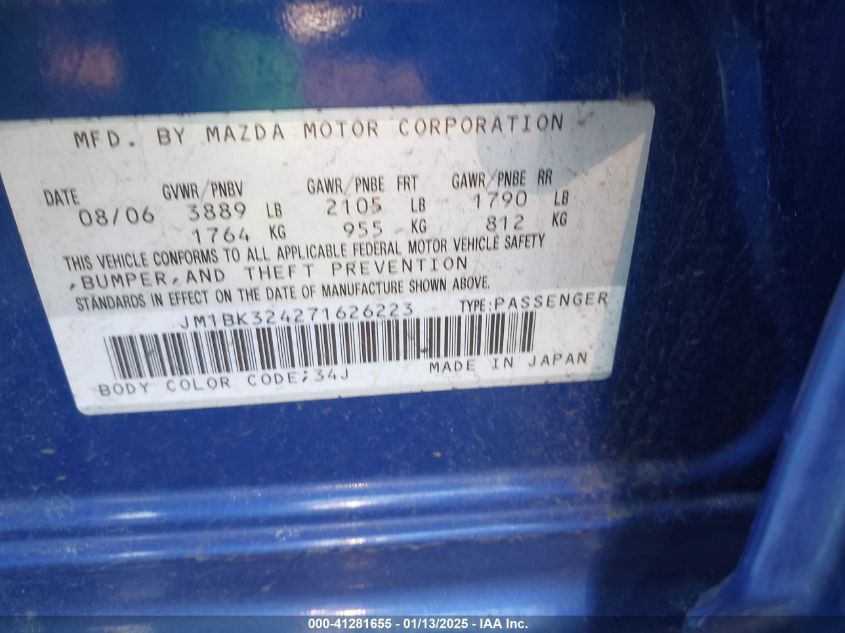 MFD. BY MAZDA MOTOR CORPORATION
DATE GVWR/PNBV GAWR/PNBE FRT GAWR/PNBE RR
08/06 3889 LB 2105 LB 1790 LB
1764 KG 955 KG 812 KG
THIS VEHICLE CONFORMS TO ALL APPLICABLE FEDERAL MOTOR VEHICLE SAFETY
,BUMPER,AND THEFT PREVENTION
STANDARDS IN EFFECT ON THE DATE OF MANUFACTURE SHOWN ABOVE.
JM1BK324271626223 TYPE:PASSENGER
BODY COLOR CODE;34J MADE IN JAPAN
000-41281655 - 01/13/2025 - IAA Inc.